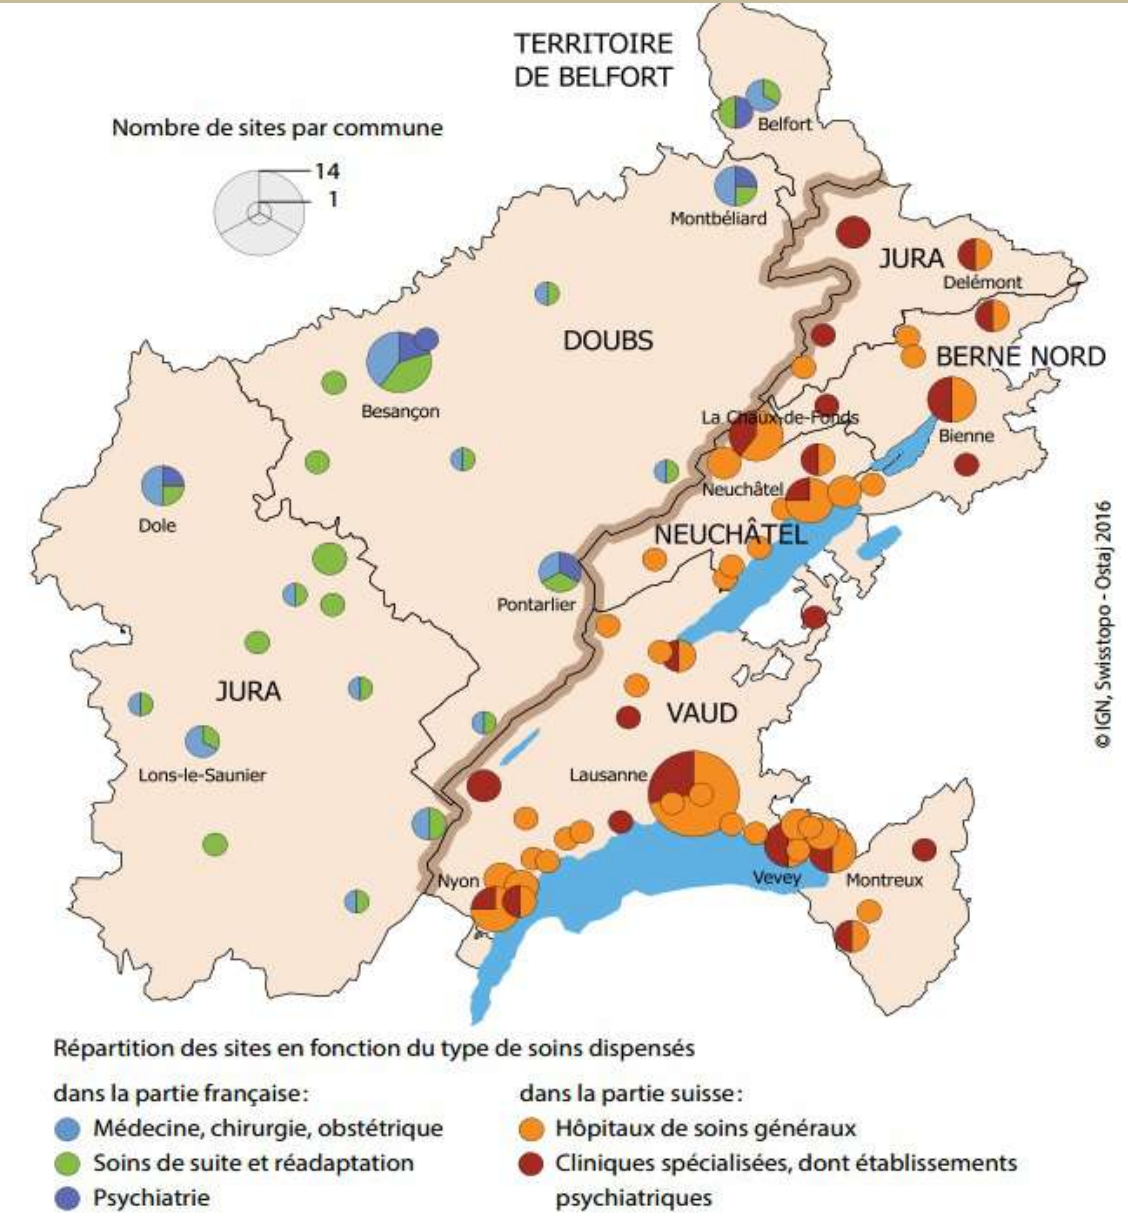 TERRITOIRE
DE BELFORT
Nombre de sites par commune
14
1
Belfort
Montbéliard
JURA
Delémont
DOUBS
BERNE NORD
Besançon
La Chaux-de-Fonds
Bienne
Dole
Neuchâtel
NEUCHÂTEL
Pontarlier
JURA
VAUD
Lons-le-Saunier
Lausanne
Nyon
Vevey
Montreux
© IGN, Swisstopo - Ostaj 2016
Répartition des sites en fonction du type de soins dispensés
dans la partie française:
Médecine, chirurgie, obstétrique
Soins de suite et réadaptation
Psychiatrie
dans la partie suisse:
Hôpitaux de soins généraux
Cliniques spécialisées, dont établissements
psychiatriques